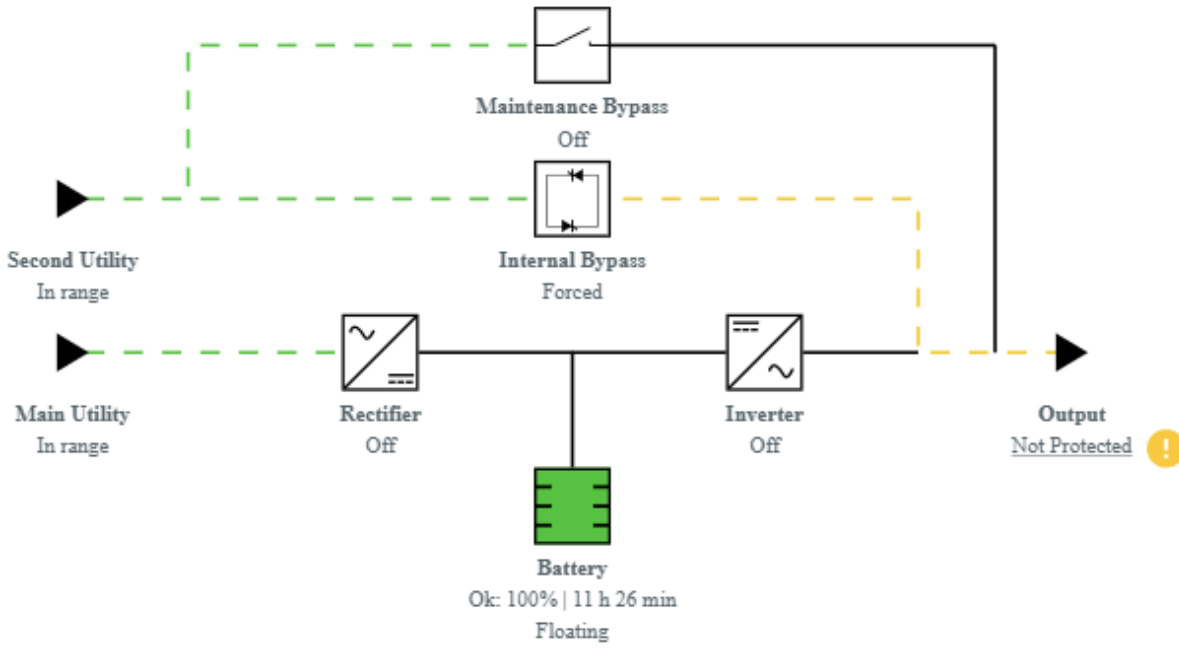 Maintenance Bypass
Off
Second Utility
In range
Internal Bypass
Forced
Main Utility
In range
Rectifier
Off
Inverter
Off
Output
Not Protected
!
Battery
Ok: 100% | 11 h 26 min
Floating